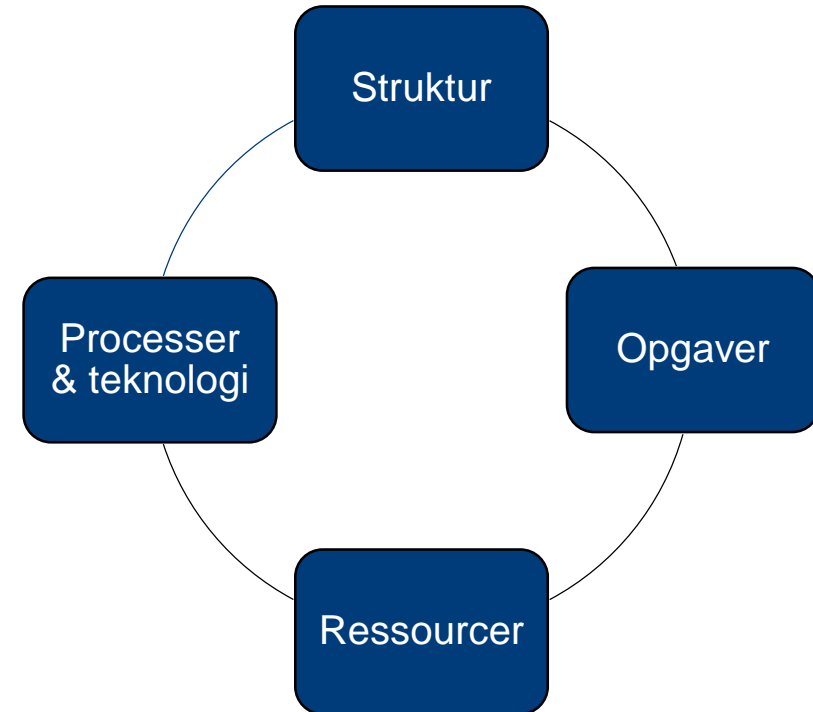 Struktur
Opgaver
Ressourcer
Processer
& teknologi